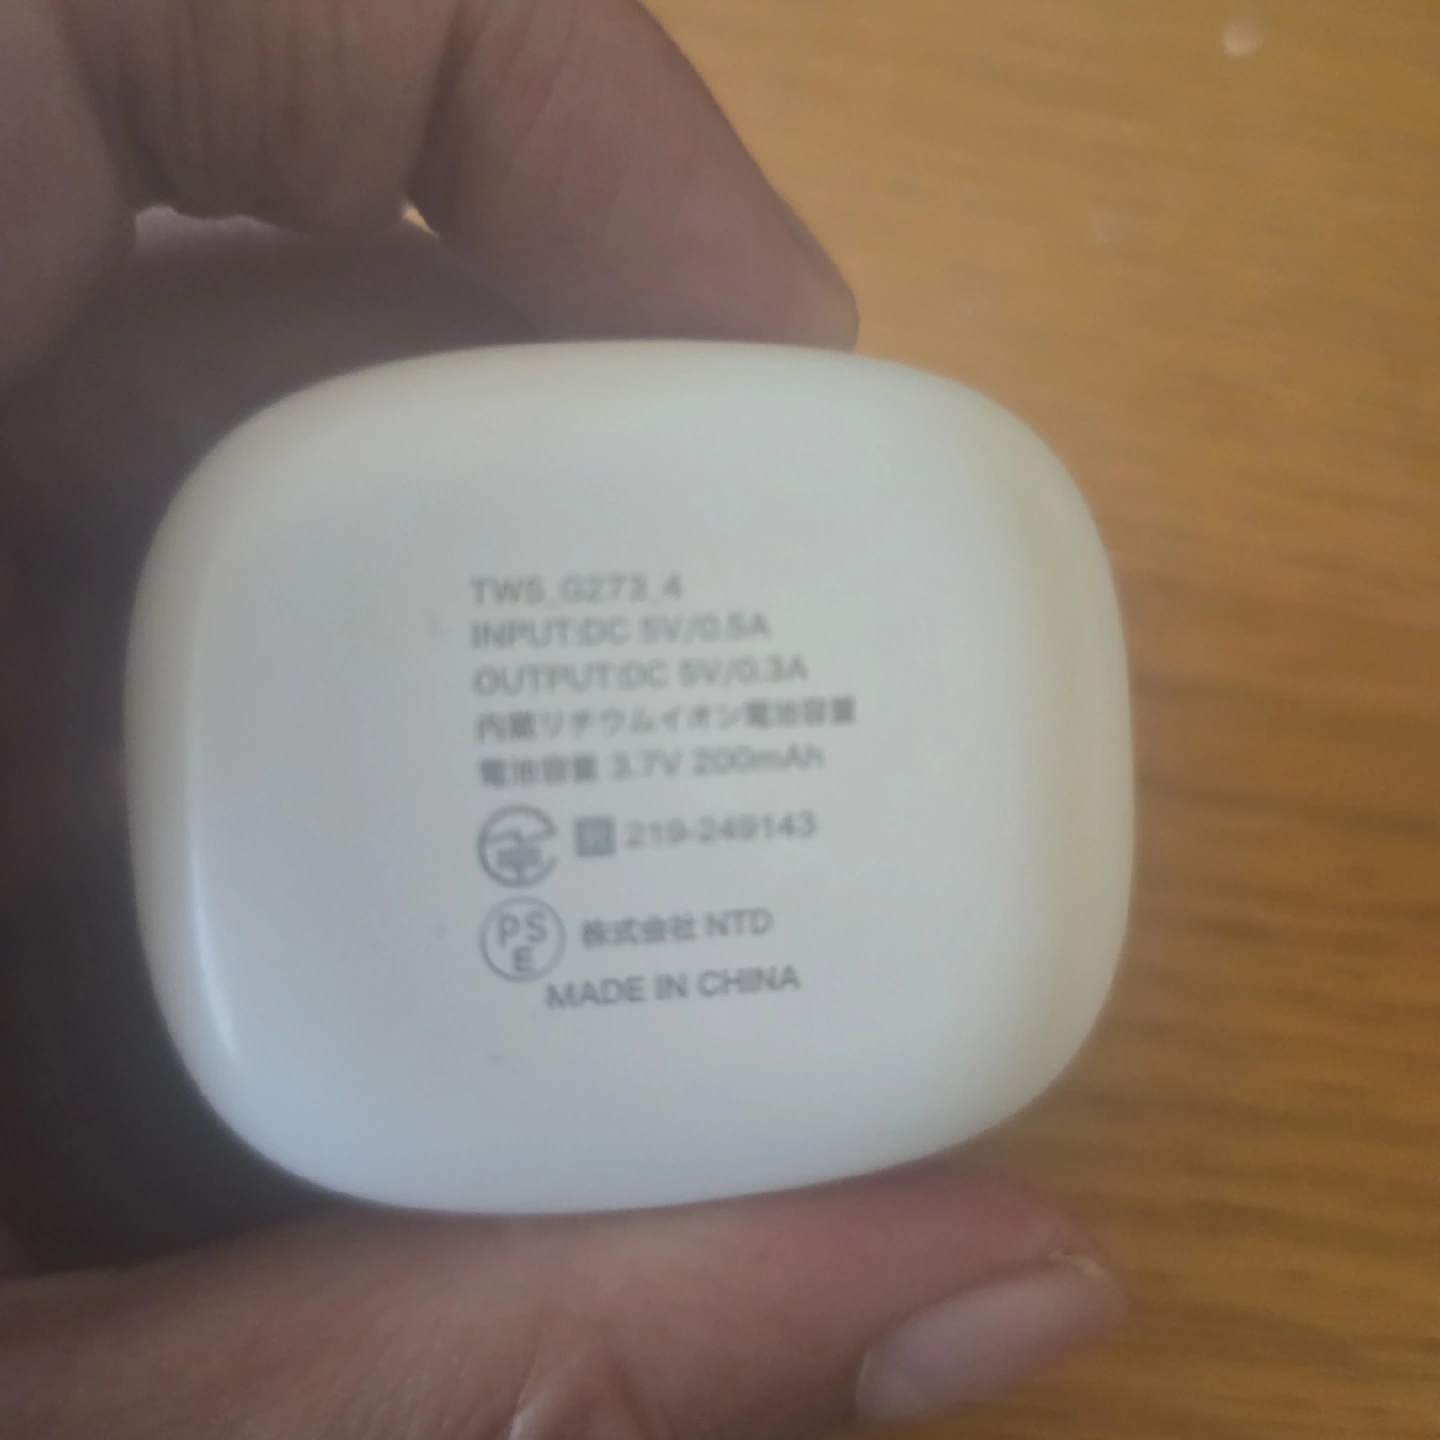 TWS_G273_4
INPUT:DC 5V/0.5A
OUTPUT:DC 5V/0.3A
内蔵リチウムイオン電池容量
電池容量 3.7V 200mAh
R 219-249143
PSE 株式会社 NTD
MADE IN CHINA